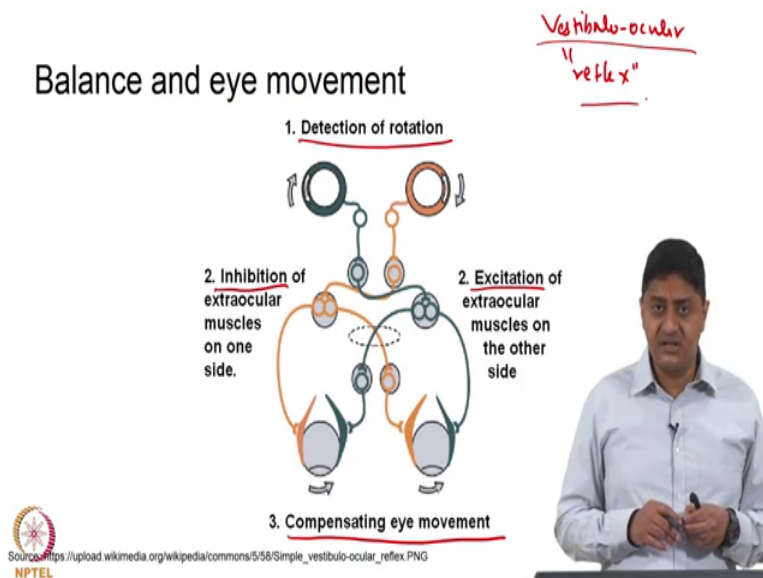 Vestibulo-ocular
"reflex"
Balance and eye movement
1. Detection of rotation
2. Inhibition of
extraocular
muscles
on one
side.
2. Excitation of
extraocular
muscles on
the other
side
3. Compensating eye movement
Source: https://upload.wikimedia.org/wikipedia/commons/5/58/Simple_vestibulo-ocular_reflex.PNG
NPTEL